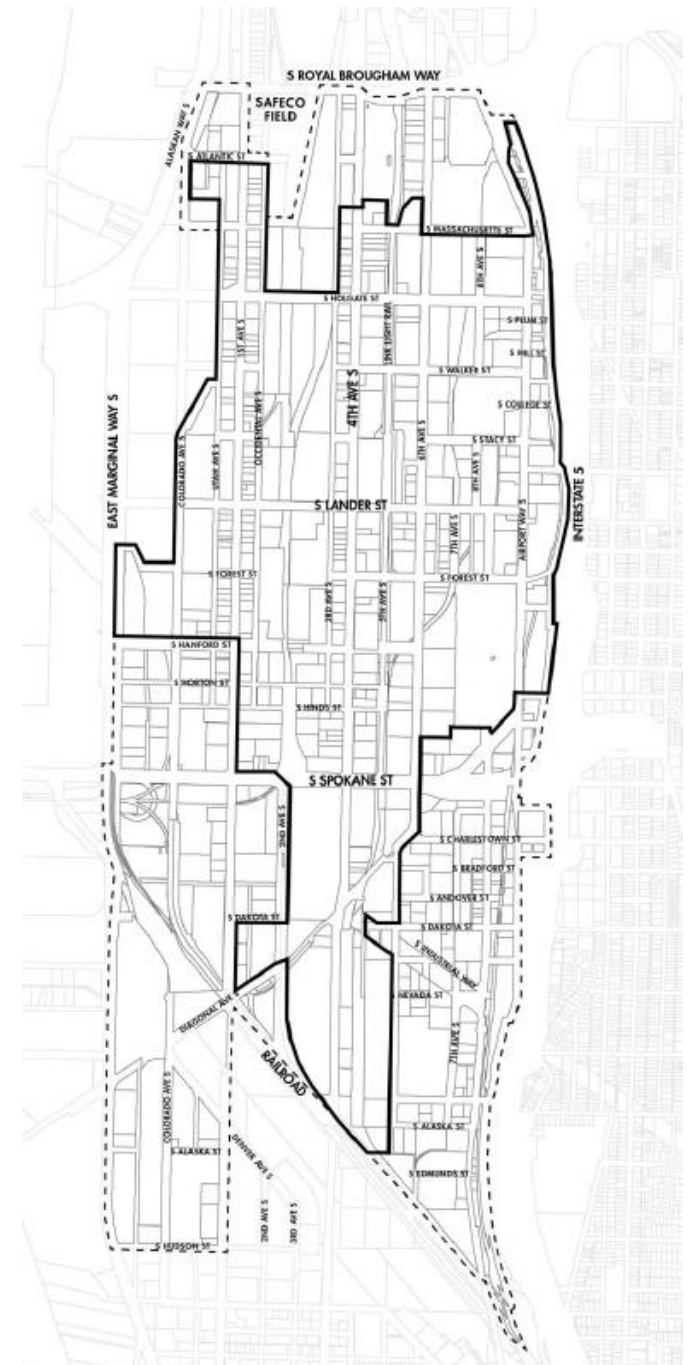 S ROYAL BROUGHAM WAY
SAFECO
FIELD
ALASKAN WAY S
S ATLANTIC ST
S MASSACHUSETTS ST
8TH AVE S
S HOLGATE ST
LINK LIGHT RAIL
S PLUM ST
1ST AVE S
S HILL ST
S WALKER ST
4TH AVE S
S COLLEGE ST
OCCIDENTAL AVE S
6TH AVE S
S STACY ST
COLORADO AVE S
UTAH AVE S
8TH AVE S
EAST MARGINAL WAY S
INTERSTATE 5
S LANDER ST
7TH AVE S
AIRPORT WAY S
S FOREST ST
S FOREST ST
3RD AVE S
5TH AVE S
S HANFORD ST
S HORTON ST
S HINDS ST
S SPOKANE ST
2ND AVE S
S CHARLESTOWN ST
S BRADFORD ST
S ANDOVER ST
S DAKOTA ST
S DAKOTA ST
S INDUSTRIAL WAY
S NEVADA ST
DIAGONAL AVE
7TH AVE S
RAILROAD
COLORADO AVE S
S ALASKA ST
S ALASKA ST
DENVER AVE S
S EDMUNDS ST
2ND AVE S
3RD AVE S
S HUDSON ST